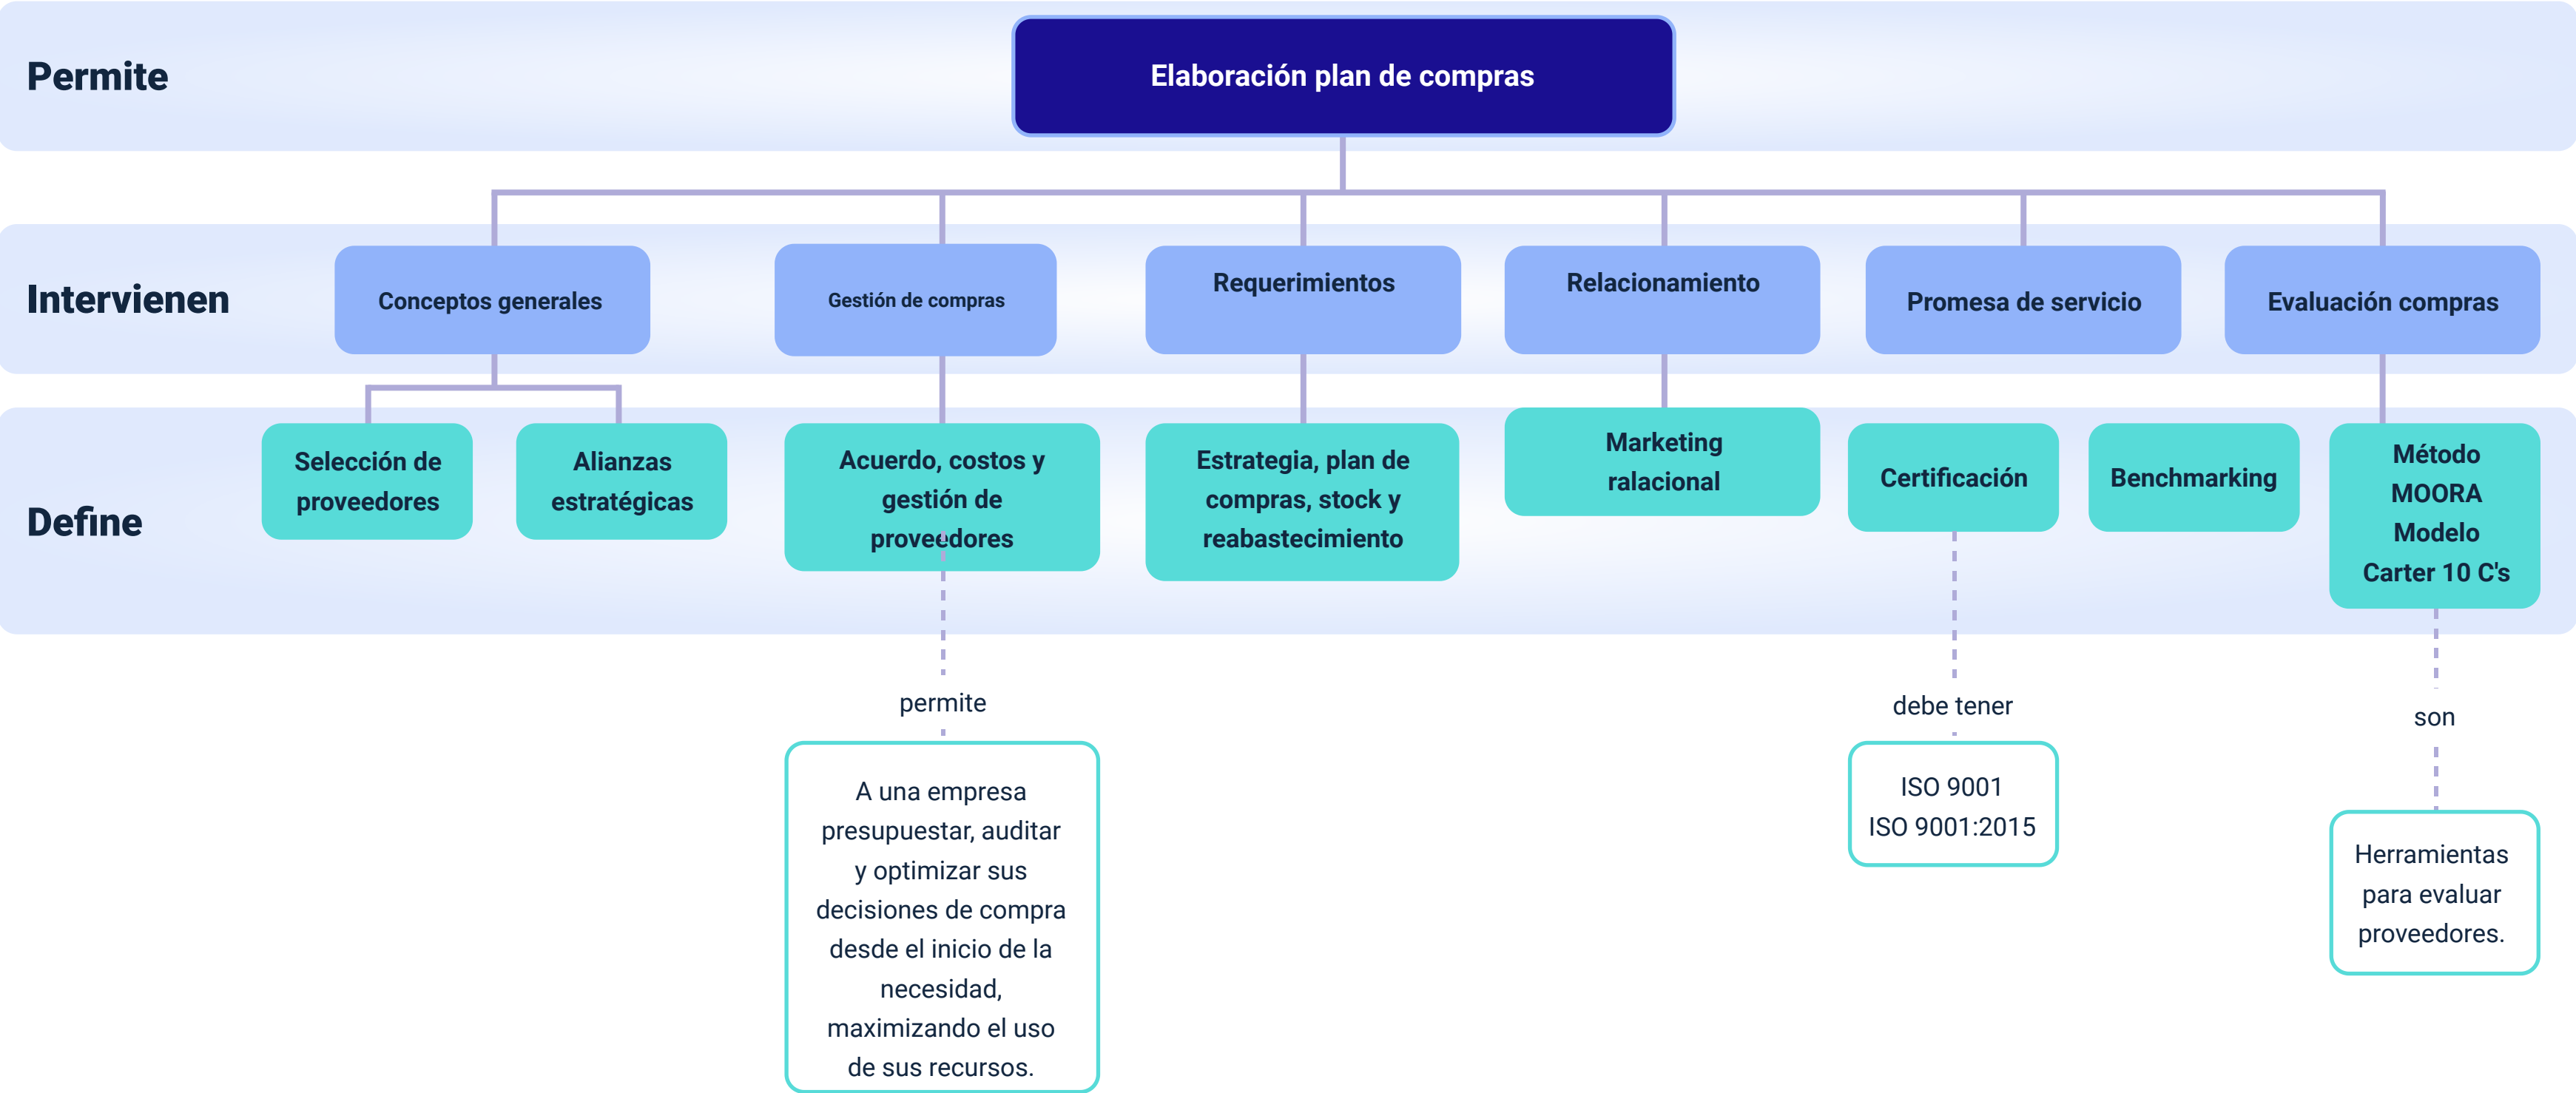 Permite
Elaboración plan de compras
Intervienen
Conceptos generales
Gestión de compras
Requerimientos
Relacionamiento
Promesa de servicio
Evaluación compras
Define
Selección de
proveedores
Alianzas
estratégicas
Acuerdo, costos y
gestión de
proveedores
Estrategia, plan de
compras, stock y
reabastecimiento
Marketing
ralacional
Certificación
Benchmarking
Método
MOORA
Modelo
Carter 10 C's
permite
A una empresa
presupuestar, auditar
y optimizar sus
decisiones de compra
desde el inicio de la
necesidad,
maximizando el uso
de sus recursos.
debe tener
ISO 9001
ISO 9001:2015
son
Herramientas
para evaluar
proveedores.